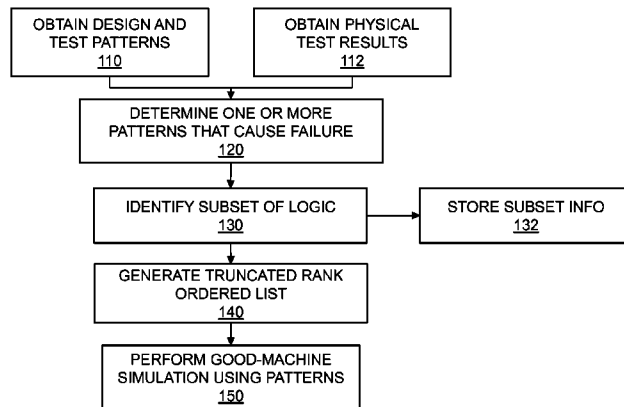 OBTAIN DESIGN AND
TEST PATTERNS
110
OBTAIN PHYSICAL
TEST RESULTS
112
DETERMINE ONE OR MORE
PATTERNS THAT CAUSE FAILURE
120
IDENTIFY SUBSET OF LOGIC
130
STORE SUBSET INFO
132
GENERATE TRUNCATED RANK
ORDERED LIST
140
PERFORM GOOD-MACHINE
SIMULATION USING PATTERNS
150